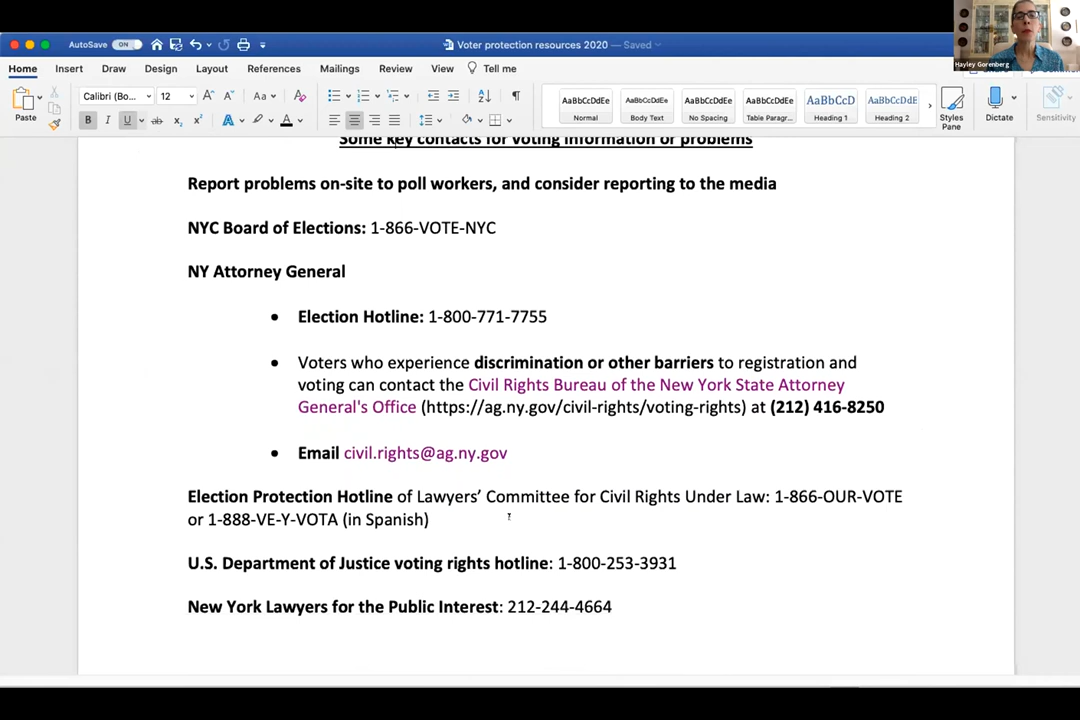 AutoSave ON
Voter protection resources 2020 — Saved
Hayley Gorenberg
Home Insert Draw Design Layout References Mailings Review View Tell me
Paste
Calibri (Bo... 12
AaBbCcDdEe Normal
AaBbCcDdEe Body Text
AaBbCcDdEe No Spacing
AaBbCcDdEe Table Paragr...
AaBbCcD Heading 1
AaBbCcDdE Heading 2
Styles Pane
Dictate
Sensitivity
Some key contacts for voting information or problems
Report problems on-site to poll workers, and consider reporting to the media
NYC Board of Elections: 1-866-VOTE-NYC
NY Attorney General
• Election Hotline: 1-800-771-7755
• Voters who experience discrimination or other barriers to registration and
voting can contact the Civil Rights Bureau of the New York State Attorney
General's Office (https://ag.ny.gov/civil-rights/voting-rights) at (212) 416-8250
• Email civil.rights@ag.ny.gov
Election Protection Hotline of Lawyers’ Committee for Civil Rights Under Law: 1-866-OUR-VOTE
or 1-888-VE-Y-VOTA (in Spanish)
U.S. Department of Justice voting rights hotline: 1-800-253-3931
New York Lawyers for the Public Interest: 212-244-4664